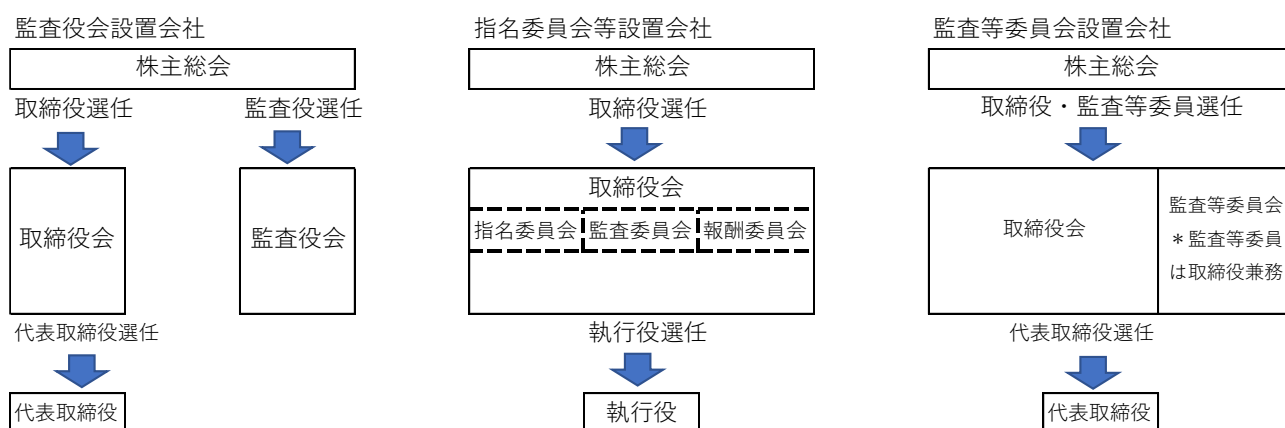 監査役会設置会社
株主総会
取締役選任
監査役選任
取締役会
監査役会
代表取締役選任
代表取締役
指名委員会等設置会社
株主総会
取締役選任
取締役会
指名委員会
監査委員会
報酬委員会
執行役選任
執行役
監査等委員会設置会社
株主総会
取締役・監査等委員選任
取締役会
監査等委員会
＊監査等委員
は取締役兼務
代表取締役選任
代表取締役